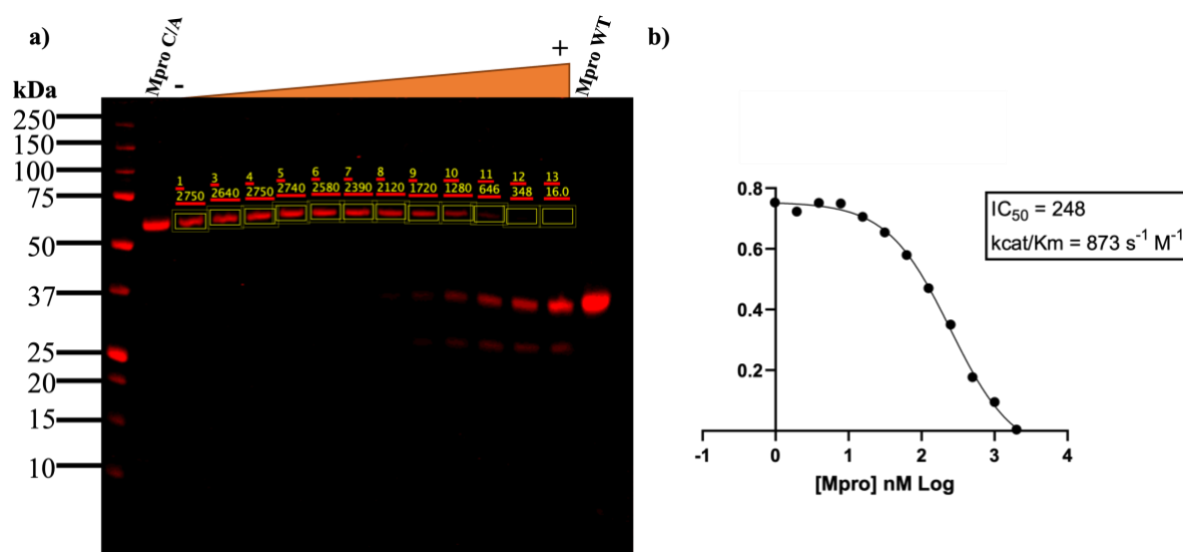 a)
b)
Mpro C/A
-
+
Mpro WT
kDa
250
150
100
75
50
37
25
20
15
10
1 3 4 5 6 7 8 9 10 11 12 13
2750 2640 2750 2740 2580 2390 2120 1720 1280 646 348 16.0
0.8
0.6
0.4
0.2
-1 0 1 2 3 4
[Mpro] nM Log
IC₅₀ = 248
kcat/Km = 873 s⁻¹ M⁻¹